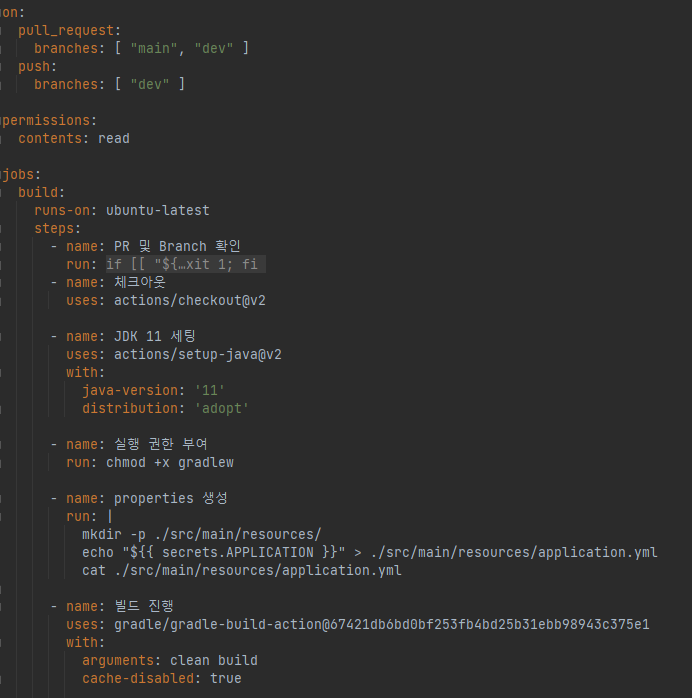 on:
  pull_request:
    branches: [ "main", "dev" ]
  push:
    branches: [ "dev" ]
permissions:
  contents: read
jobs:
  build:
    runs-on: ubuntu-latest
    steps:
      - name: PR 및 Branch 확인
        run: if [[ "${…xit 1; fi
      - name: 체크아웃
        uses: actions/checkout@v2
      - name: JDK 11 세팅
        uses: actions/setup-java@v2
        with:
          java-version: '11'
          distribution: 'adopt'
      - name: 실행 권한 부여
        run: chmod +x gradlew
      - name: properties 생성
        run: |
          mkdir -p ./src/main/resources/
          echo "${{ secrets.APPLICATION }}" > ./src/main/resources/application.yml
          cat ./src/main/resources/application.yml
      - name: 빌드 진행
        uses: gradle/gradle-build-action@67421db6bd0bf253fb4bd25b31ebb98943c375e1
        with:
          arguments: clean build
          cache-disabled: true